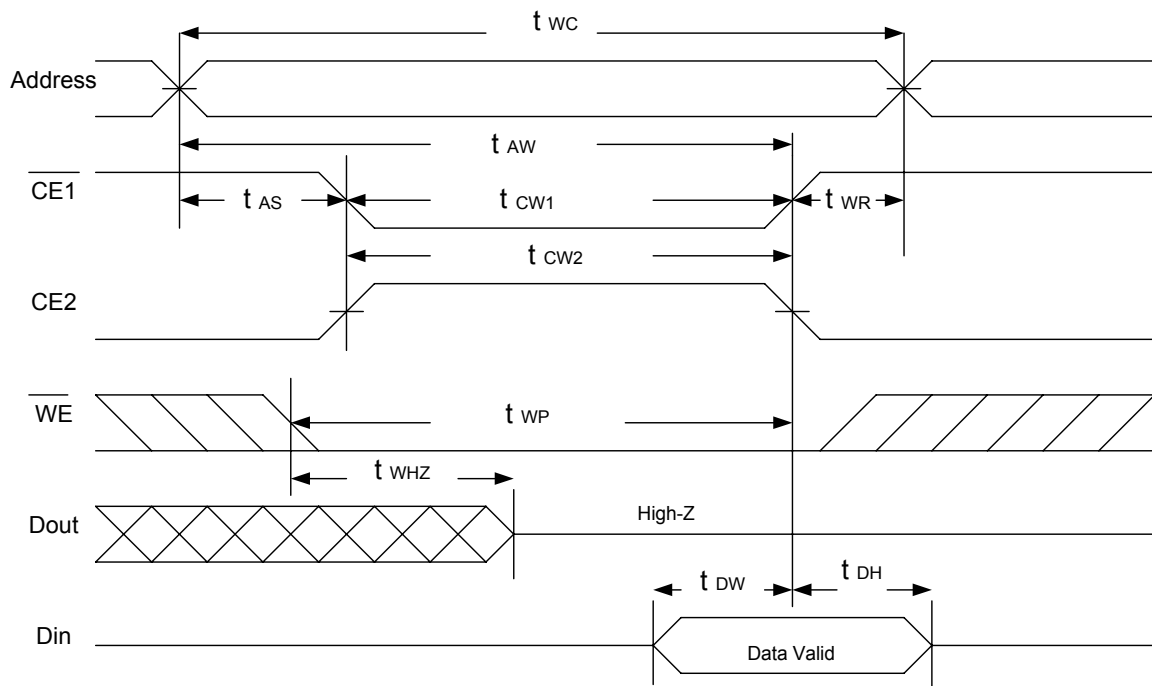 t WC
Address
t AW
CE1
t AS
t CW1
t WR
t CW2
CE2
WE
t WP
t WHZ
Dout
High-Z
t DW
t DH
Din
Data Valid